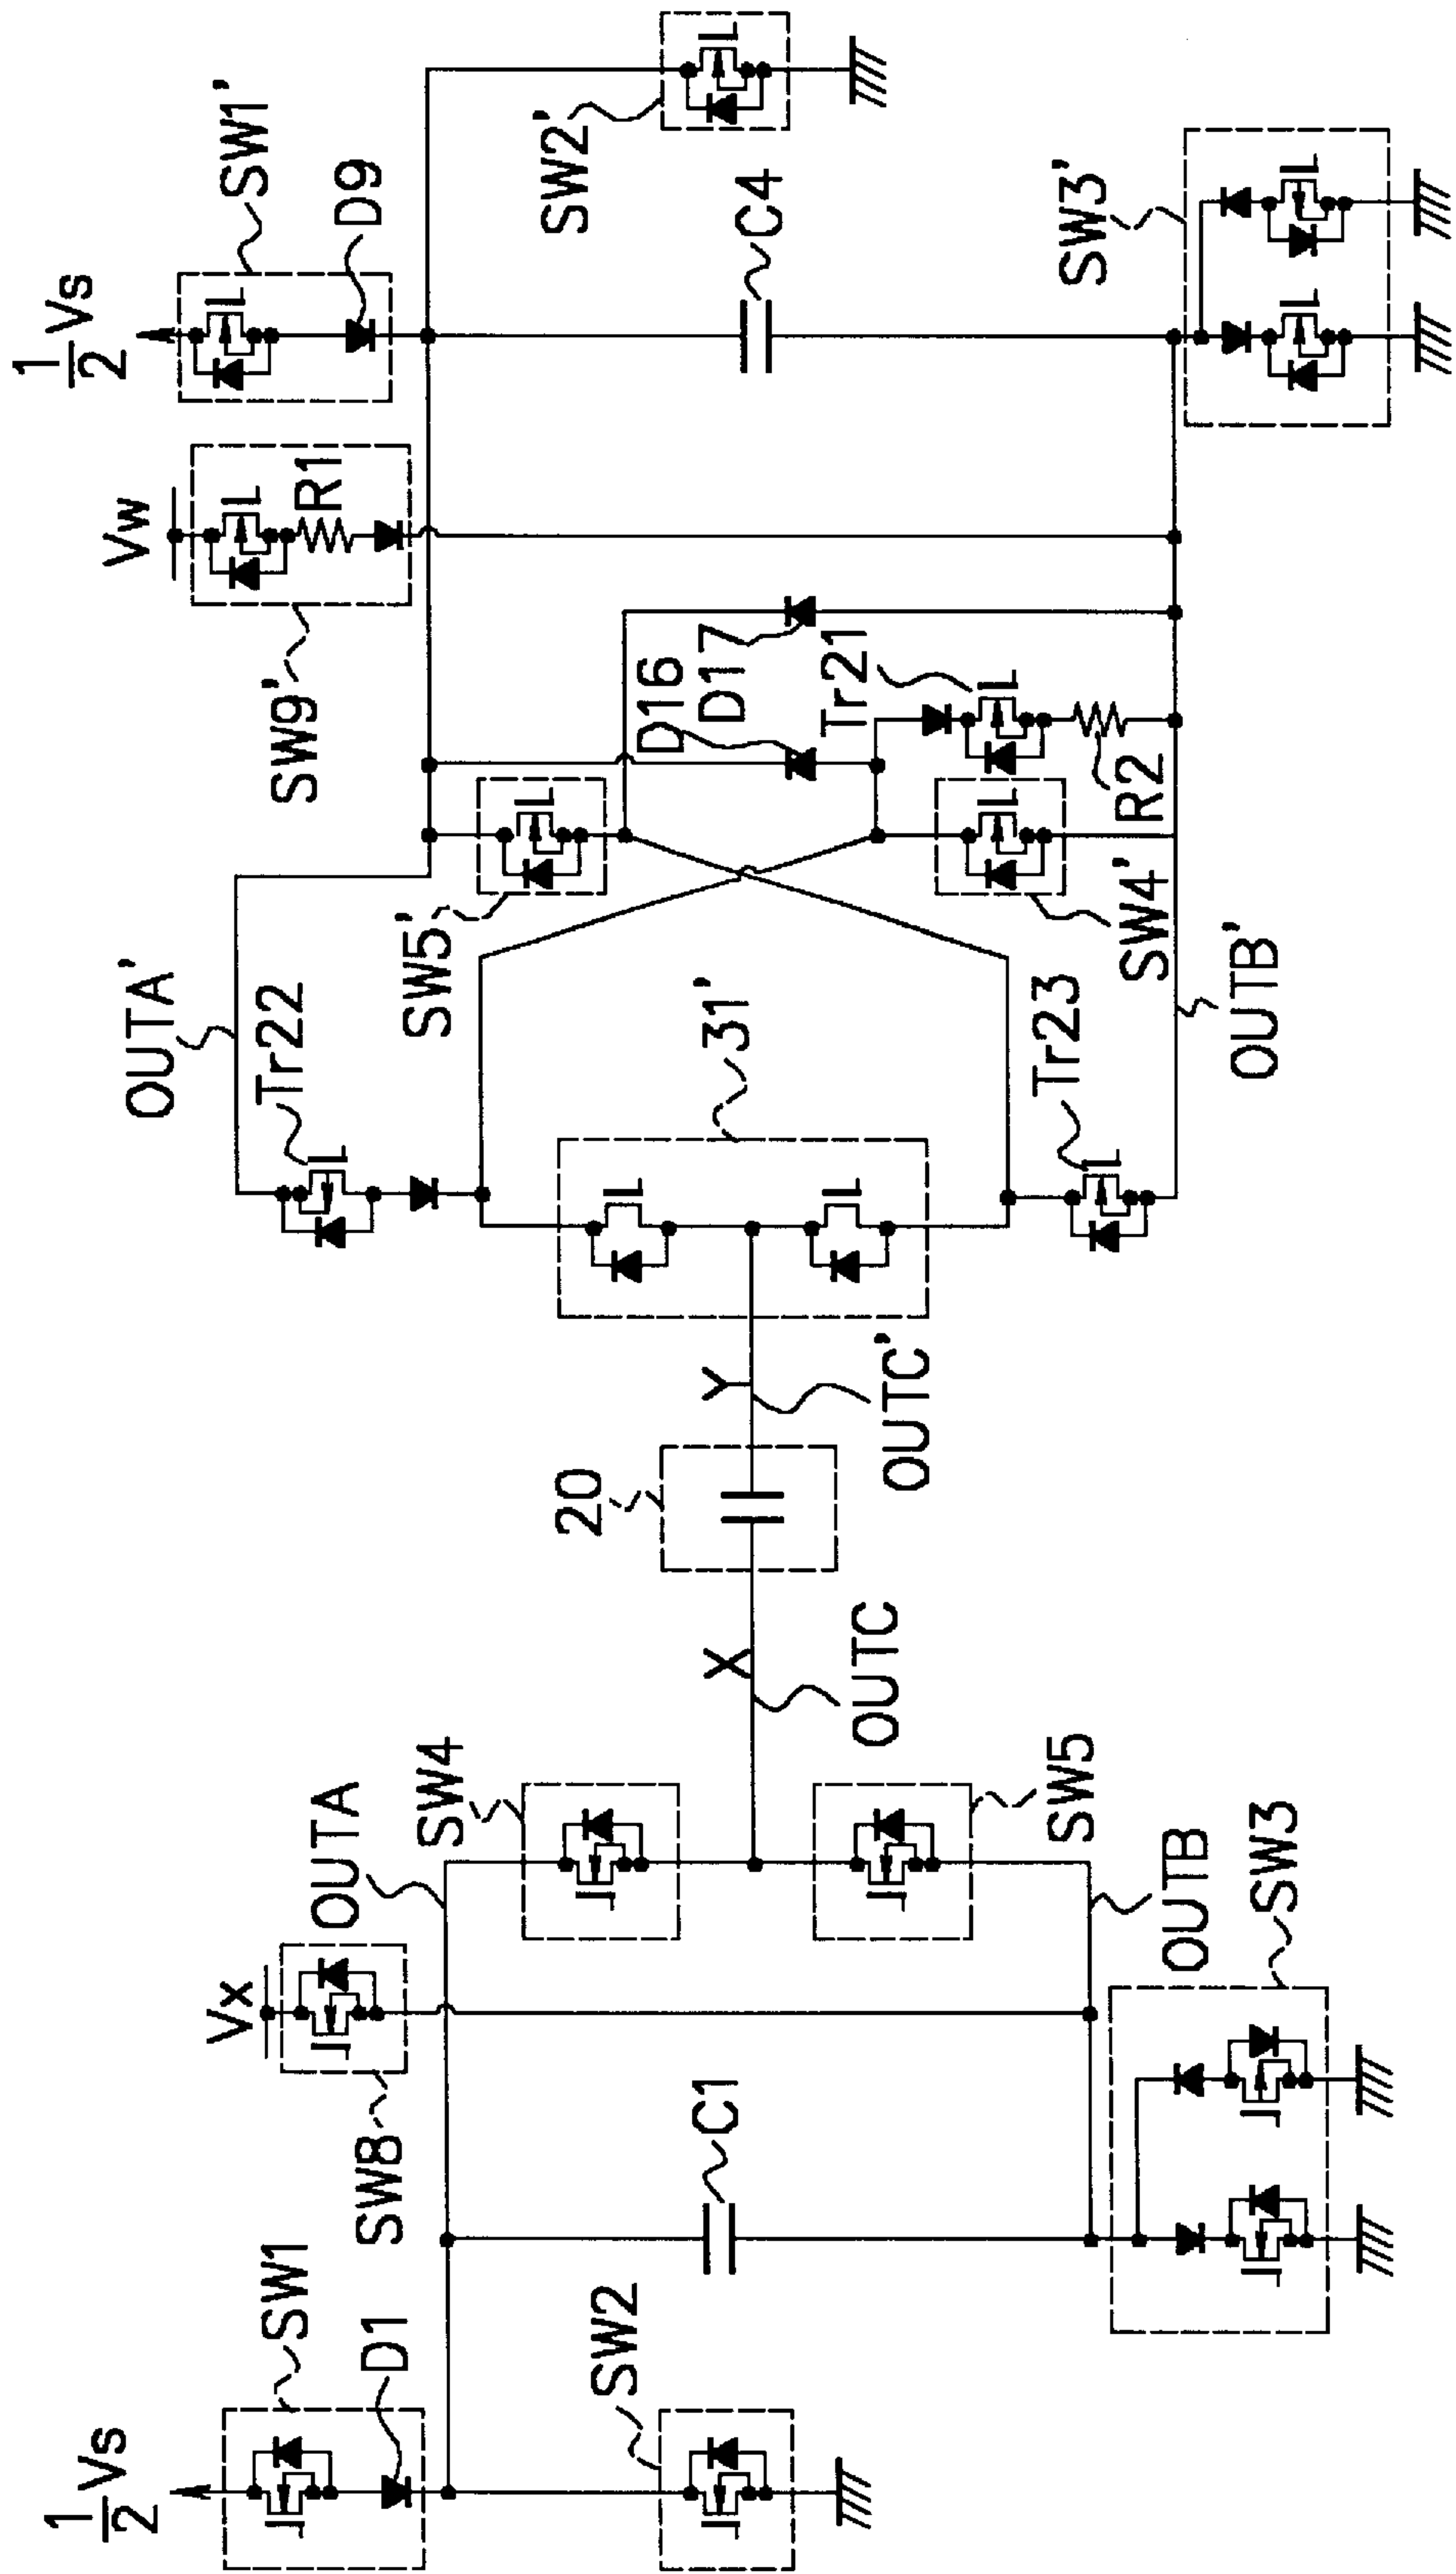 1/2 Vs
SW1
D1
SW2
C1
Vx
SW8
OUTA
SW4
SW5
OUTB
SW3
X
OUTC
20
Y
OUTC'
31'
OUTA'
Tr22
Tr23
OUTB'
SW5'
SW4'
D16
D17
Tr21
R2
SW9'
Vw
R1
1/2 Vs
SW1'
D9
SW2'
C4
SW3'